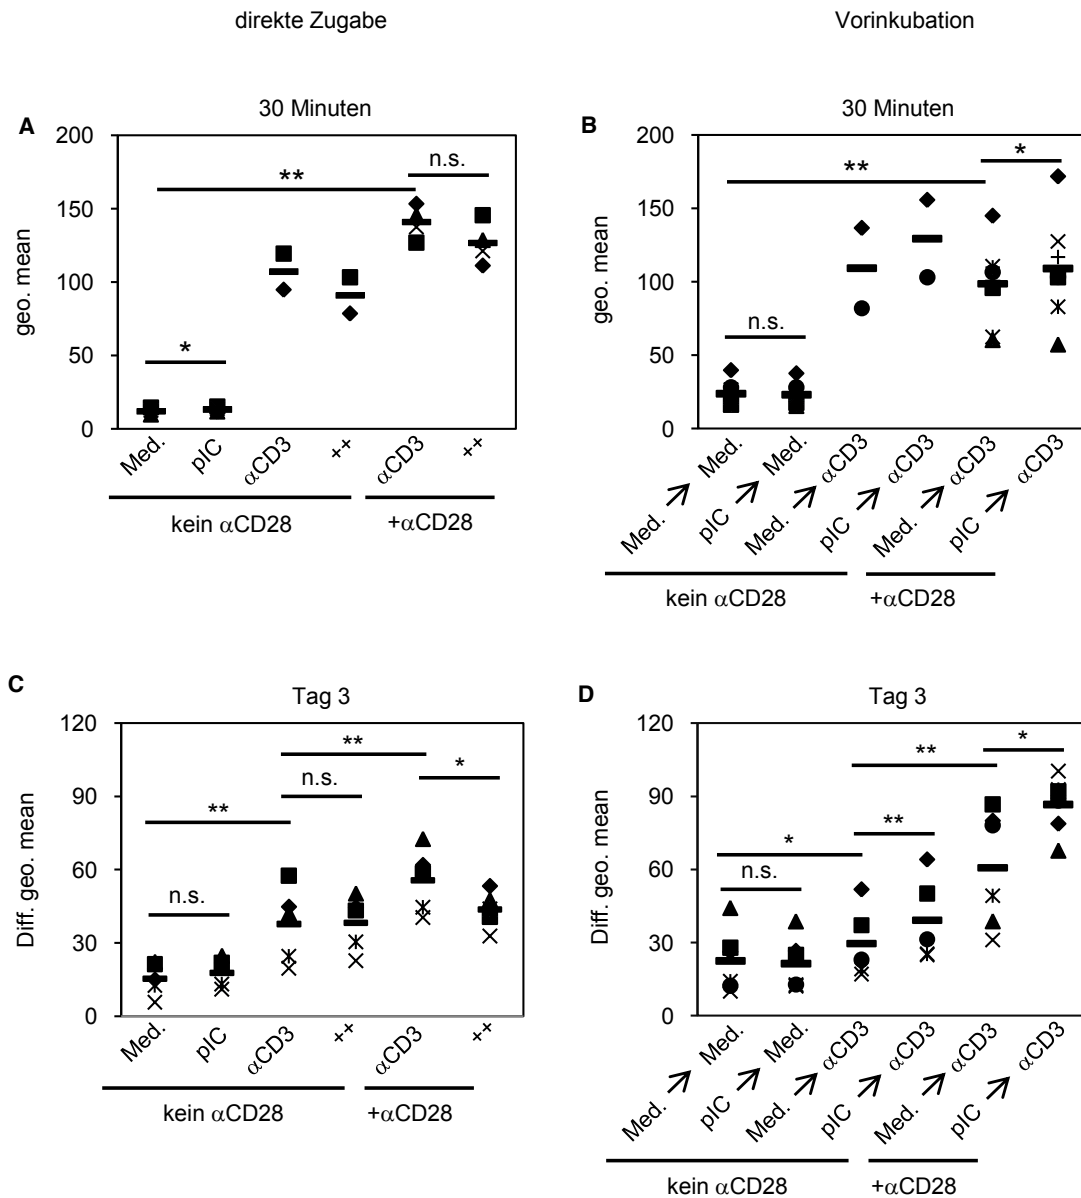 direkte Zugabe
Vorinkubation
A
30 Minuten
geo. mean
200
150
100
50
0
**
n.s.
*
Med.
pIC
αCD3
++
αCD3
++
kein αCD28
+αCD28
B
30 Minuten
geo. mean
200
150
100
50
0
**
*
n.s.
Med. ↗ Med.
pIC ↗ Med.
Med. ↗ αCD3
pIC ↗ αCD3
Med. ↗ αCD3
pIC ↗ αCD3
kein αCD28
+αCD28
C
Tag 3
Diff. geo. mean
120
90
60
30
0
**
n.s.
*
**
n.s.
Med.
pIC
αCD3
++
αCD3
++
kein αCD28
+αCD28
D
Tag 3
Diff. geo. mean
120
90
60
30
0
*
**
**
*
n.s.
Med. ↗ Med.
pIC ↗ Med.
Med. ↗ αCD3
pIC ↗ αCD3
Med. ↗ αCD3
pIC ↗ αCD3
kein αCD28
+αCD28